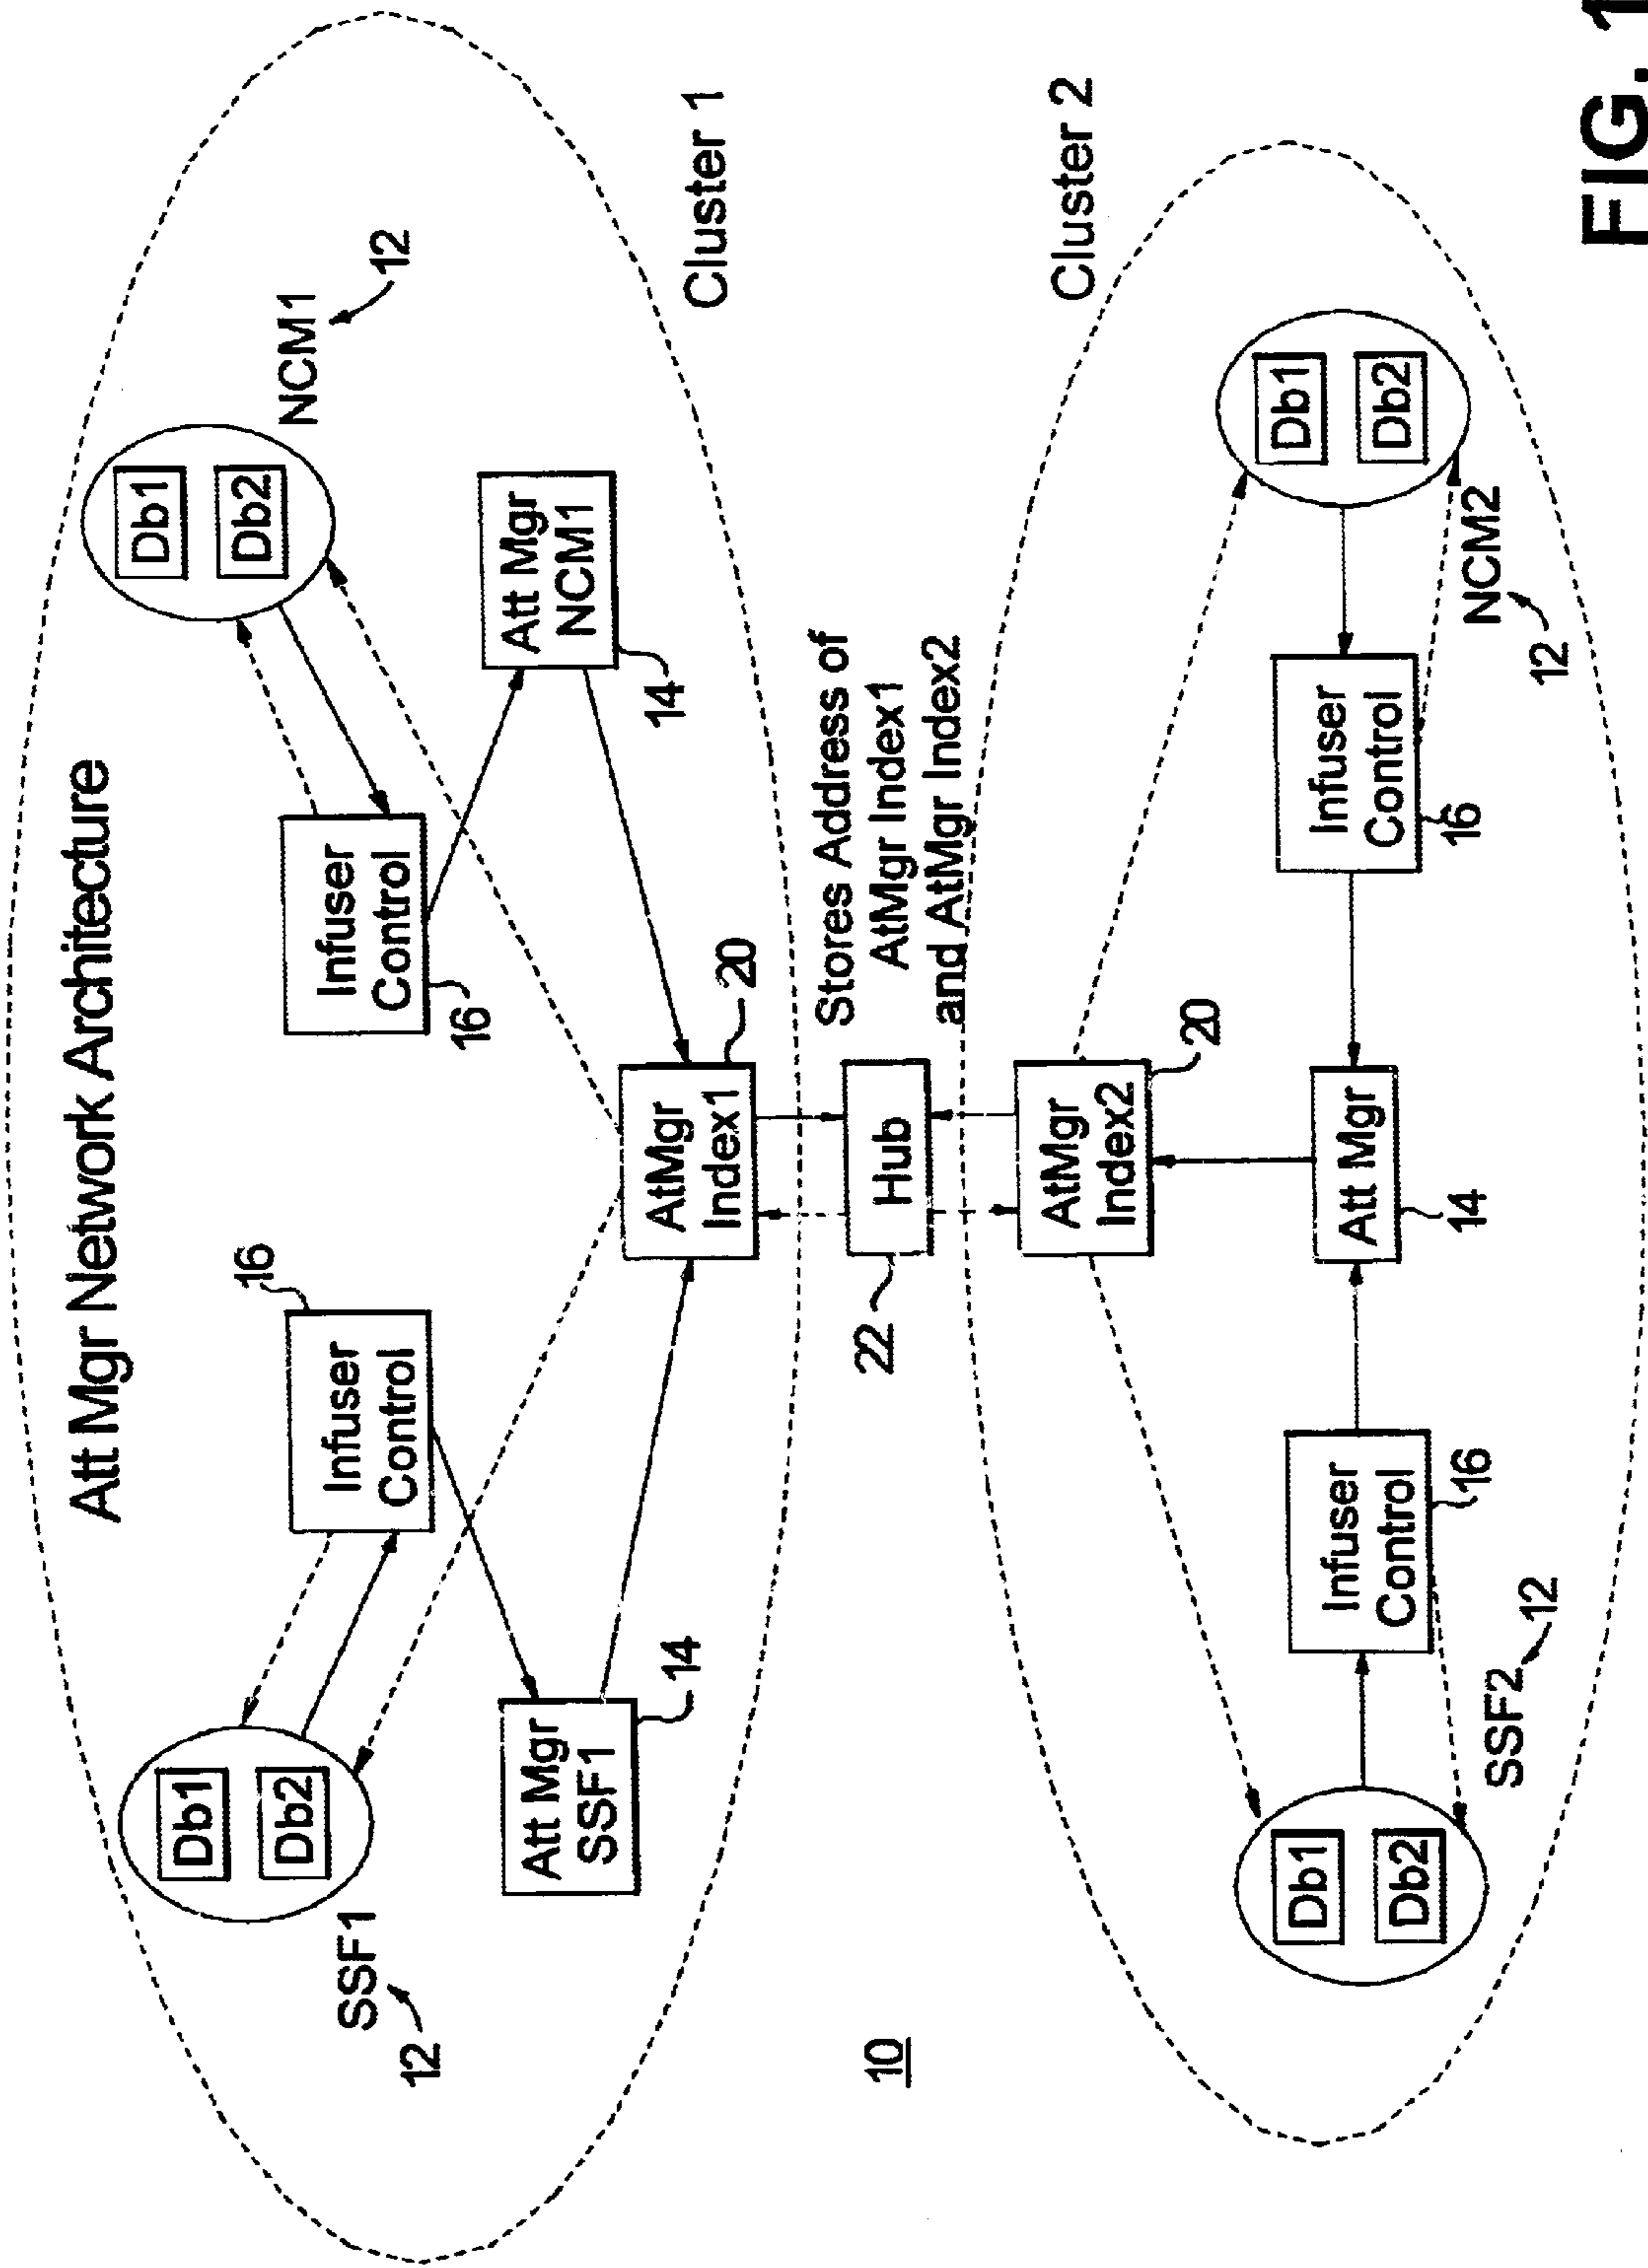 Att Mgr Network Architecture
Db1
Db2
SSF1
12
Infuser
Control
16
Att Mgr
SSF1
14
Infuser
Control
16
Db1
Db2
NCM1
12
Att Mgr
NCM1
14
AtMgr
Index1
20
Cluster 1
10
Hub
22
Stores Address of
AtMgr Index1
and AtMgr Index2
Cluster 2
AtMgr
Index2
20
Db1
Db2
SSF2
12
Infuser
Control
16
Att Mgr
14
Infuser
Control
16
Db1
Db2
NCM2
12
FIG. 1